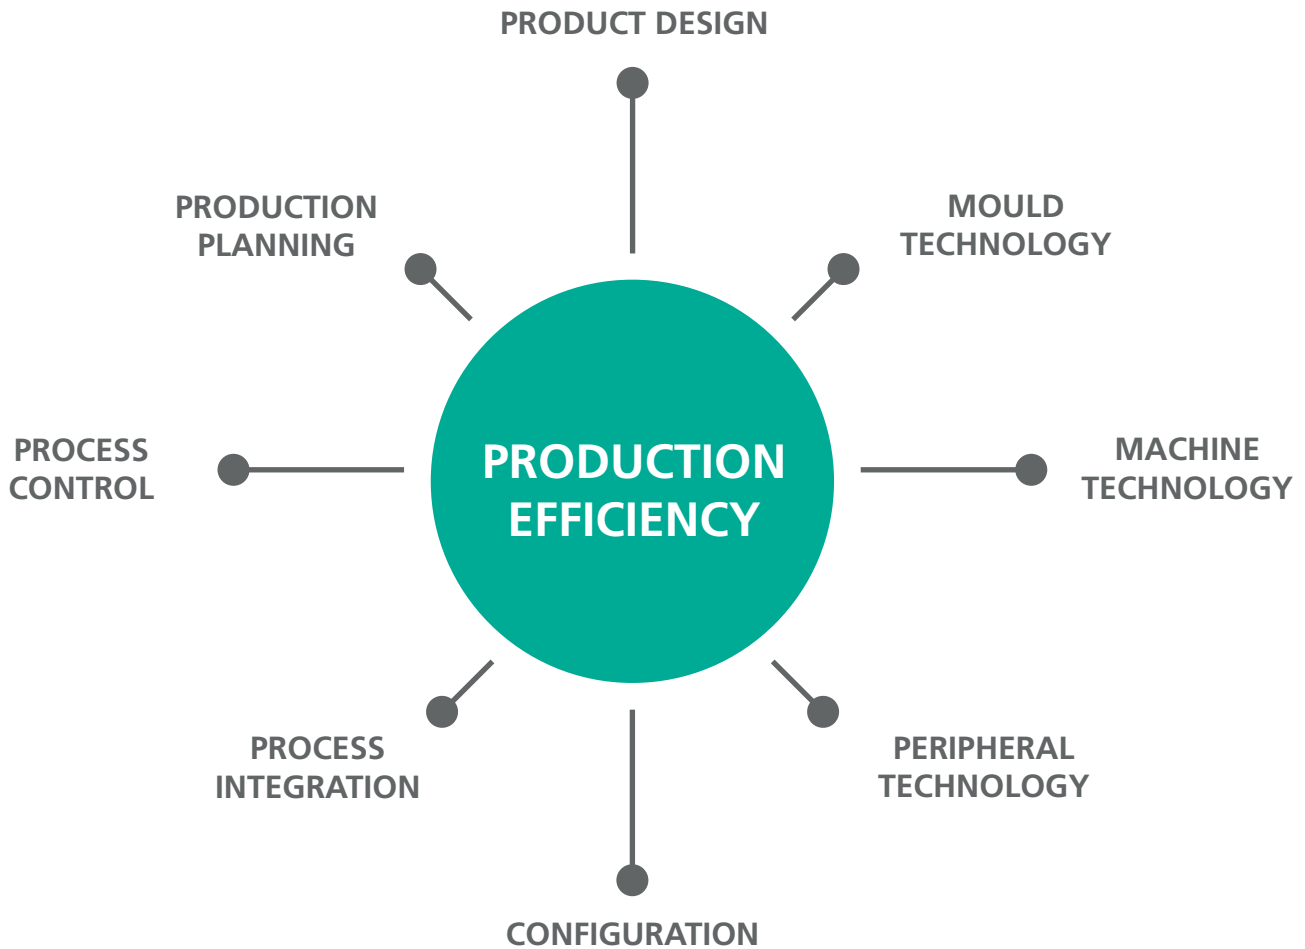 PRODUCT DESIGN
PRODUCTION
PLANNING
MOULD
TECHNOLOGY
PROCESS
CONTROL
PRODUCTION
EFFICIENCY
MACHINE
TECHNOLOGY
PROCESS
INTEGRATION
PERIPHERAL
TECHNOLOGY
CONFIGURATION